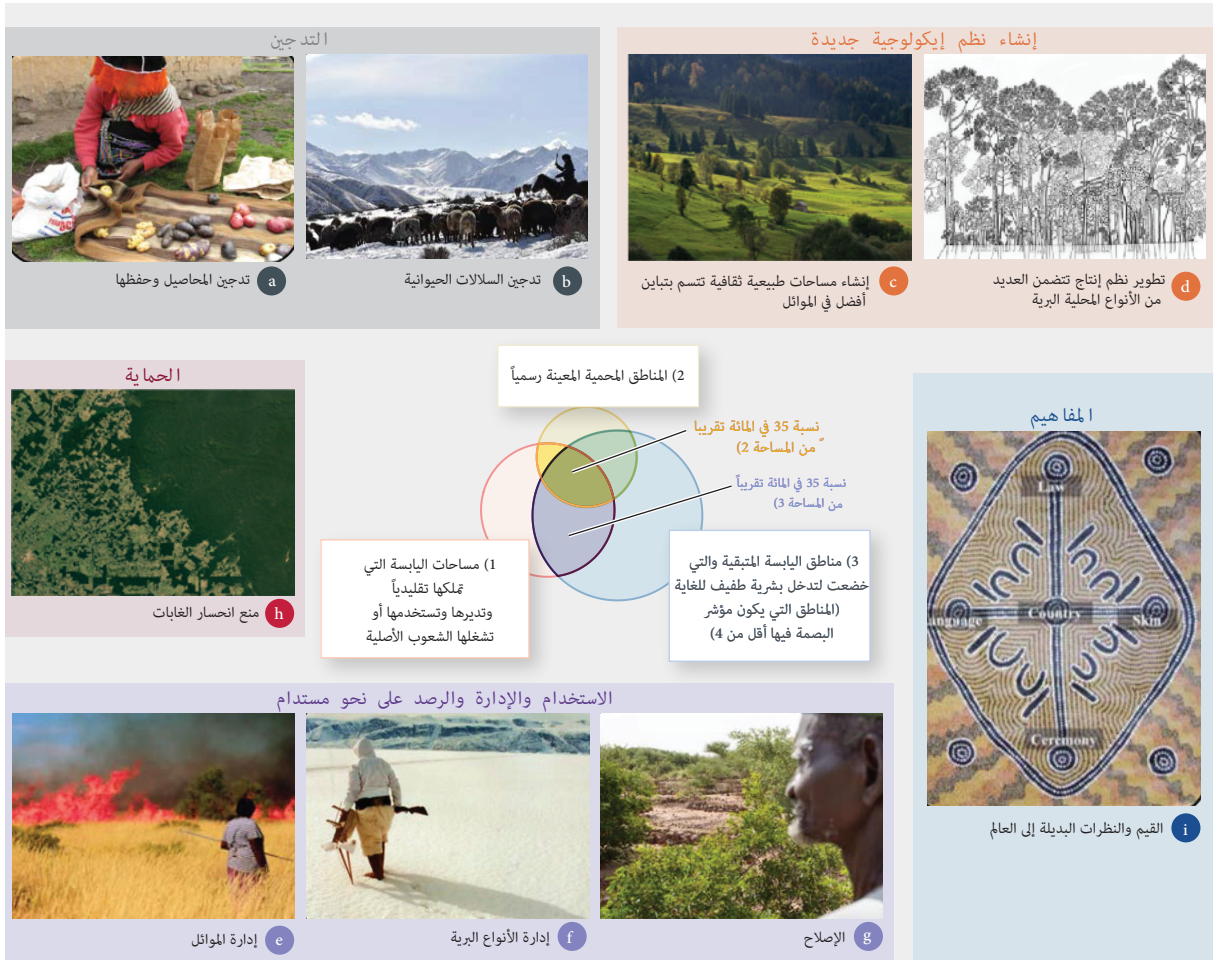 إنشاء نظم إيكولوجية جديدة
d تطوير نظم إنتاج تتضمن العديد
من الأنواع المحلية البرية
c إنشاء مساحات طبيعية ثقافية تتسم بتباين
أفضل في الموائل
التدجين
b تدجين السلالات الحيوانية
a تدجين المحاصيل وحفظها
المفاهيم
Law
Language
Country
Skin
Ceremony
i القيم والنظرات البديلة إلى العالم
2) المناطق المحمية المعينة رسمياً
نسبة 35 في المائة تقريباً
من المساحة 2)
نسبة 35 في المائة تقريباً
من المساحة 3)
3) مناطق اليابسة المتبقية والتي
خضعت لتدخل بشرية طفيف للغاية
(المناطق التي يكون مؤشر
البصمة فيها أقل من 4)
1) مساحات اليابسة التي
تملكها تقليدياً
وتديرها وتستخدمها أو
تشغلها الشعوب الأصلية
الحماية
h منع انحسار الغابات
الاستخدام والإدارة والرصد على نحو مستدام
g الإصلاح
f إدارة الأنواع البرية
e إدارة الموائل